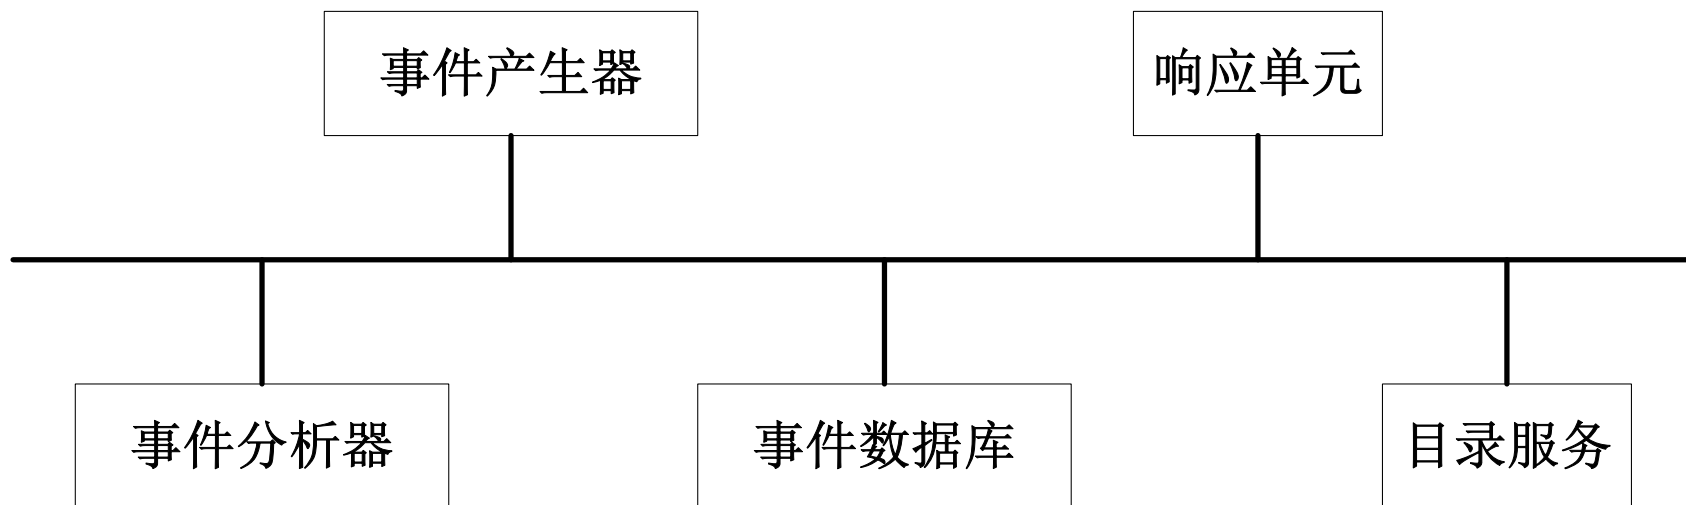 事件产生器
响应单元
事件分析器
事件数据库
目录服务